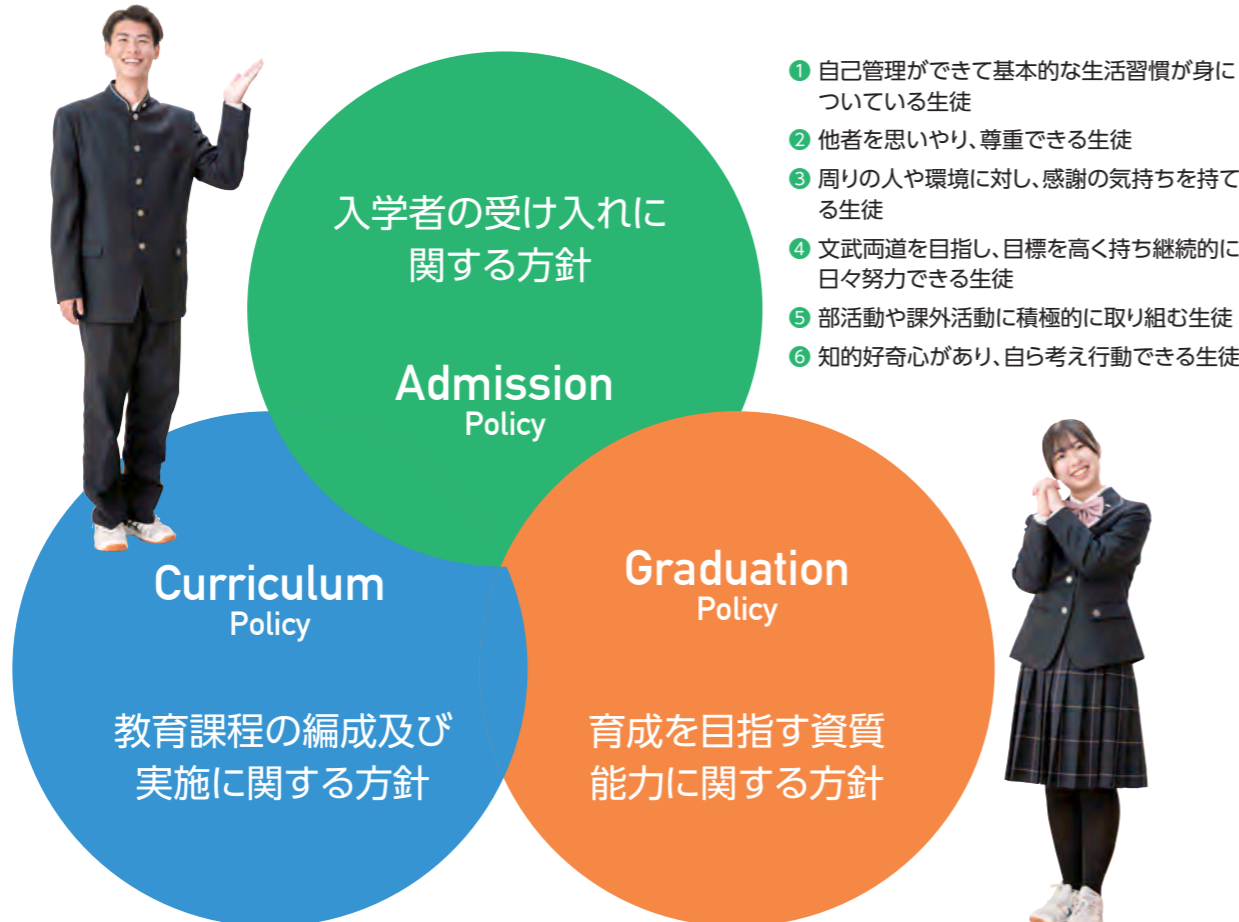 入学者の受け入れに
関する方針
Admission
Policy
❶ 自己管理ができて基本的な生活習慣が身に
ついている生徒
❷ 他者を思いやり、尊重できる生徒
❸ 周りの人や環境に対し、感謝の気持ちを持て
る生徒
❹ 文武両道を目指し、目標を高く持ち継続的に
日々努力できる生徒
❺ 部活動や課外活動に積極的に取り組む生徒
❻ 知的好奇心があり、自ら考え行動できる生徒
Curriculum
Policy
教育課程の編成及び
実施に関する方針
Graduation
Policy
育成を目指す資質
能力に関する方針